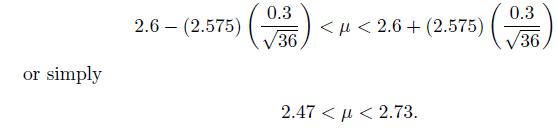 2.6 − (2.575) (0.3/√36) < μ < 2.6 + (2.575) (0.3/√36)
or simply
2.47 < μ < 2.73.